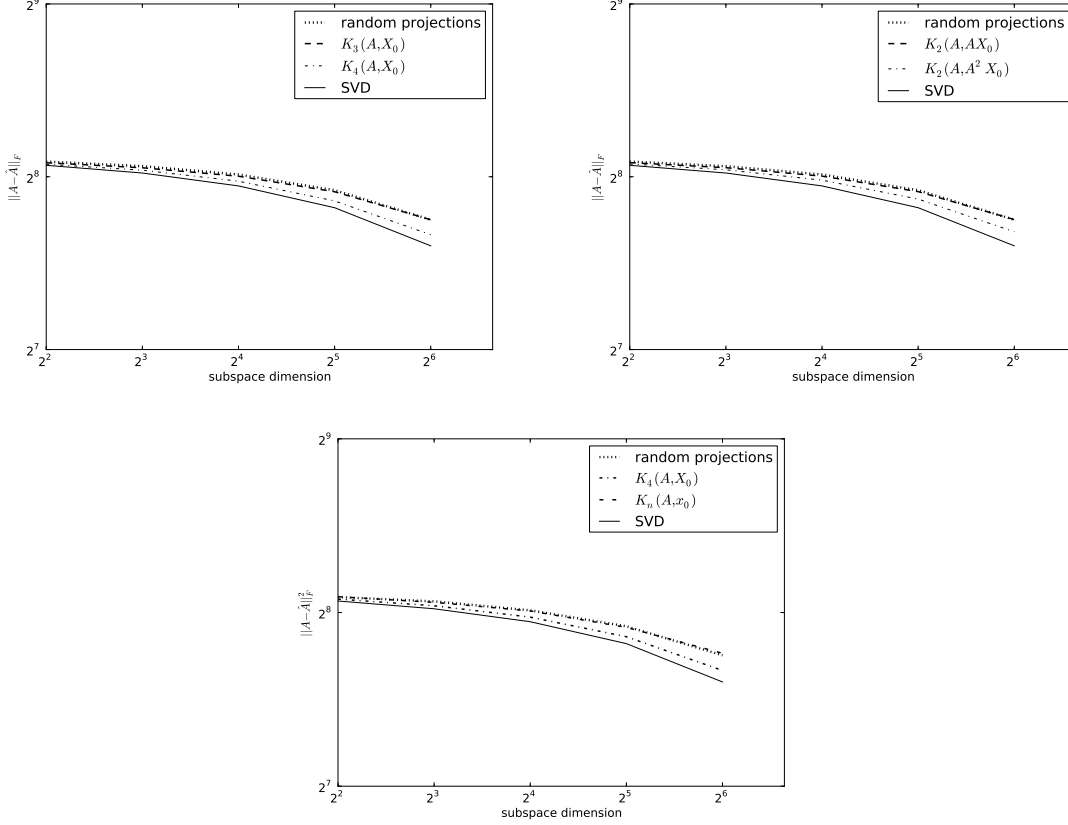 2^9
random projections
K_3(A,X_0)
K_4(A,X_0)
SVD
||A−Â||_F
2^8
2^7
2^2 2^3 2^4 2^5 2^6
subspace dimension
2^9
random projections
K_2(A,AX_0)
K_2(A,A^2 X_0)
SVD
||A−Â||_F
2^8
2^7
2^2 2^3 2^4 2^5 2^6
subspace dimension
2^9
random projections
K_4(A,X_0)
K_n(A,x_0)
SVD
||A−Â||_F^2
2^8
2^7
2^2 2^3 2^4 2^5 2^6
subspace dimension